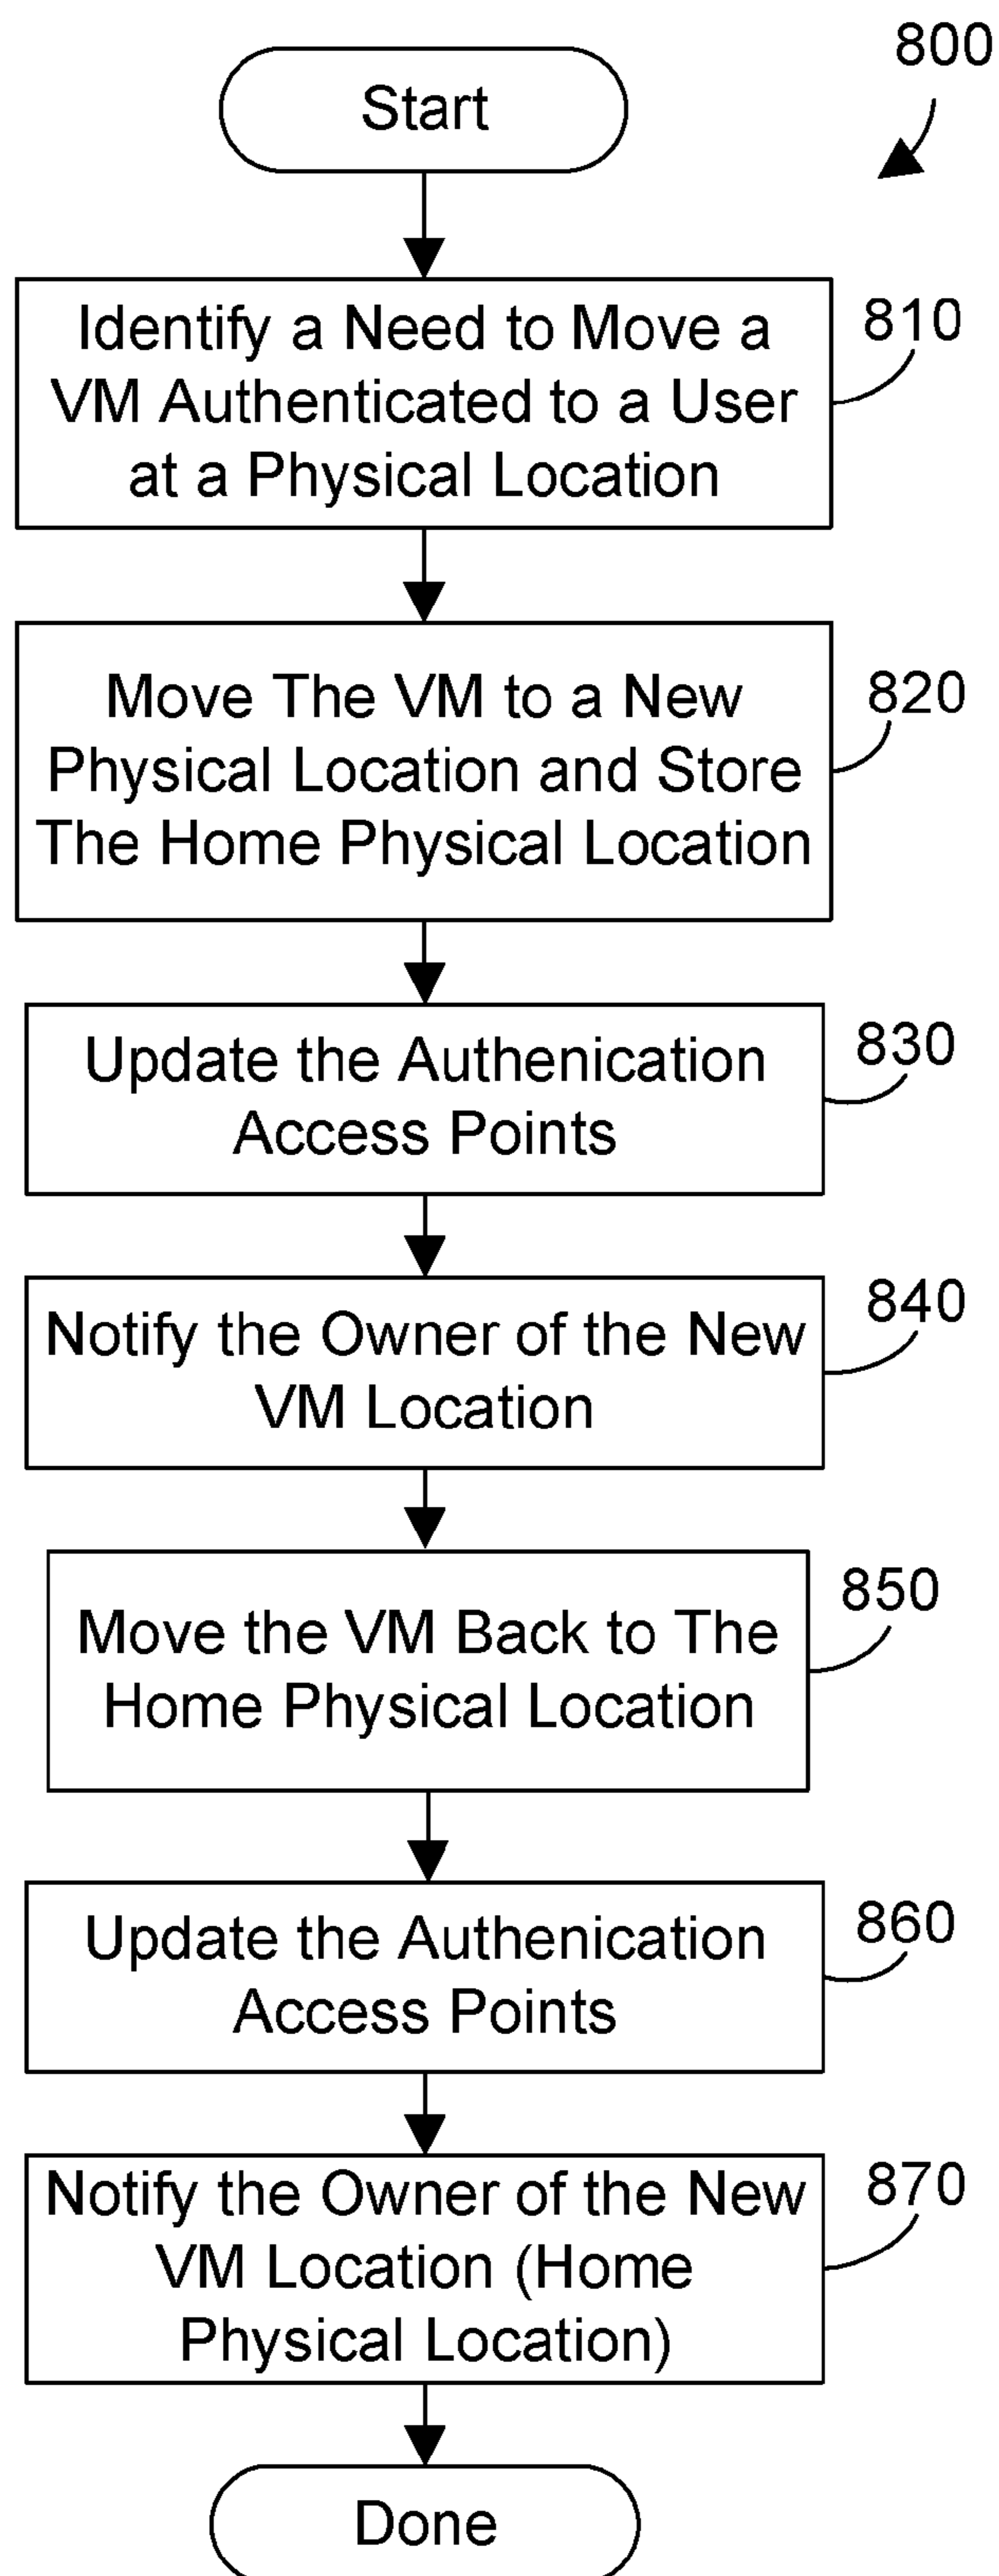 800
Start
Identify a Need to Move a
VM Authenticated to a User
at a Physical Location
810
Move The VM to a New
Physical Location and Store
The Home Physical Location
820
Update the Authenication
Access Points
830
Notify the Owner of the New
VM Location
840
Move the VM Back to The
Home Physical Location
850
Update the Authenication
Access Points
860
Notify the Owner of the New
VM Location (Home
Physical Location)
870
Done